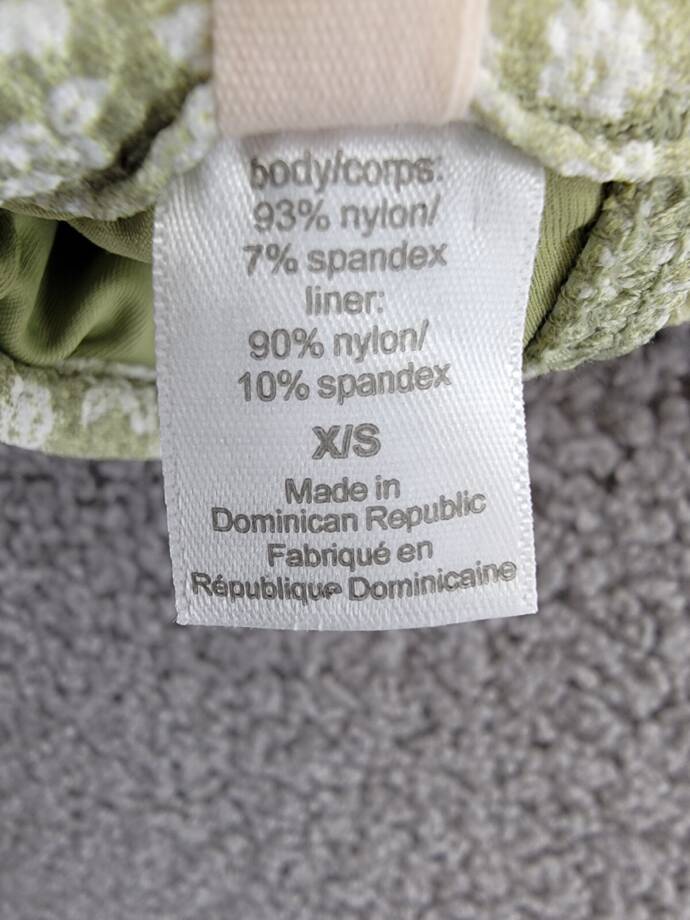 body/corps:
93% nylon/
7% spandex
liner:
90% nylon/
10% spandex
X/S
Made in
Dominican Republic
Fabriqué en
République Dominicaine